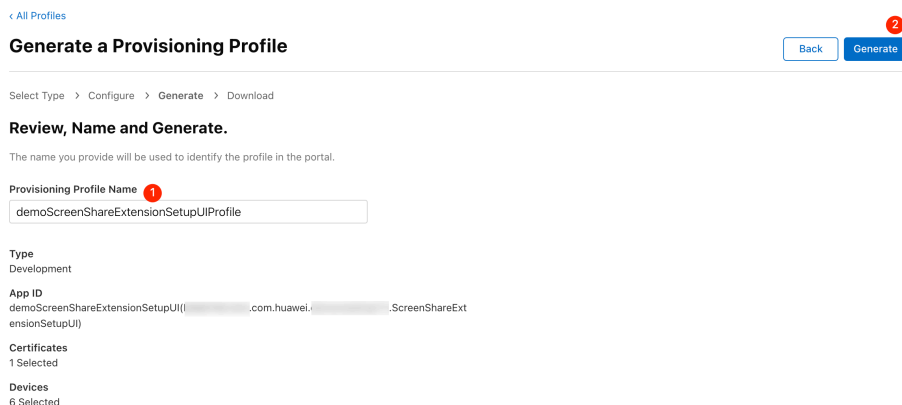 ‹ All Profiles
2
Generate a Provisioning Profile
Back
Generate
Select Type > Configure > Generate > Download
Review, Name and Generate.
The name you provide will be used to identify the profile in the portal.
Provisioning Profile Name 1
demoScreenShareExtensionSetupUIProfile
Type
Development
App ID
demoScreenShareExtensionSetupUI( .com.huawei. .ScreenShareExt
ensionSetupUI)
Certificates
1 Selected
Devices
6 Selected